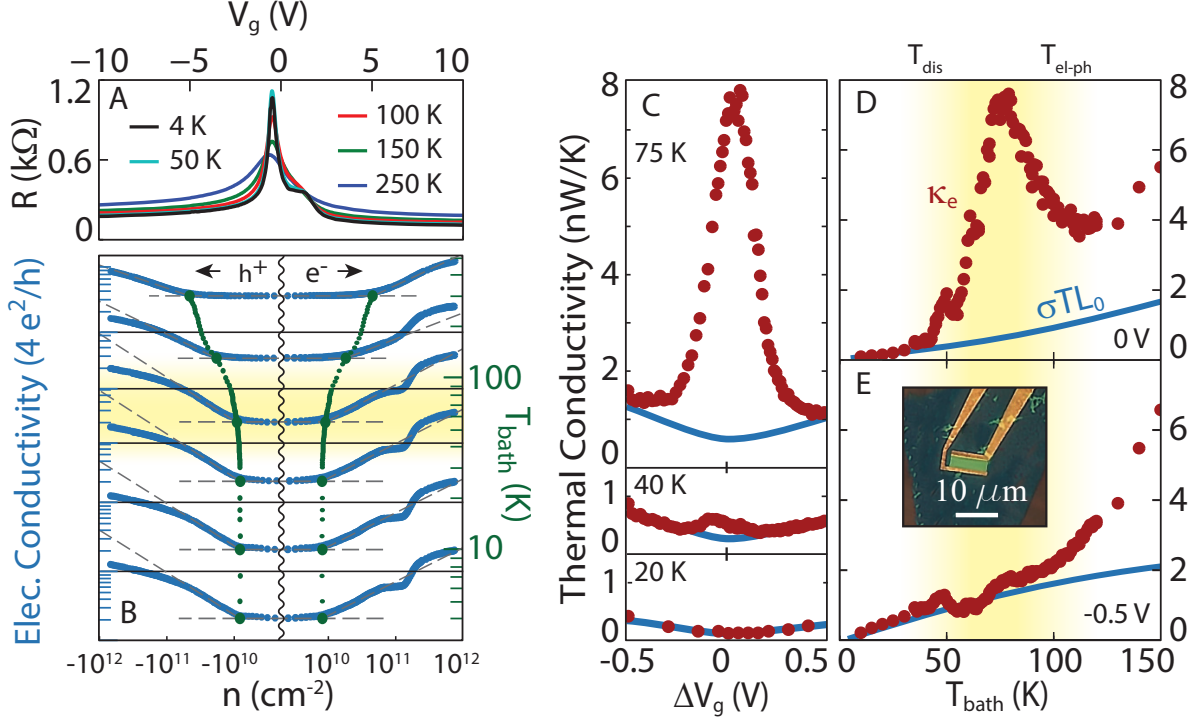 V_g (V)
−10 −5 0 5 10
A
1.2
0.6
0
R (kΩ)
4 K
50 K
100 K
150 K
250 K
h⁺ e⁻
Elec. Conductivity (4 e²/h)
100
10
T_bath (K)
B
-10¹² -10¹¹ -10¹⁰ 10¹⁰ 10¹¹ 10¹²
n (cm⁻²)
Thermal Conductivity (nW/K)
C
75 K
8
6
4
2
0
40 K
1
0
20 K
1
0
-0.5 0 0.5
ΔV_g (V)
T_dis T_el-ph
D
κ_e
σTL₀
0 V
8
6
4
2
0
E
10 μm
-0.5 V
8
6
4
2
0
0 50 100 150
T_bath (K)